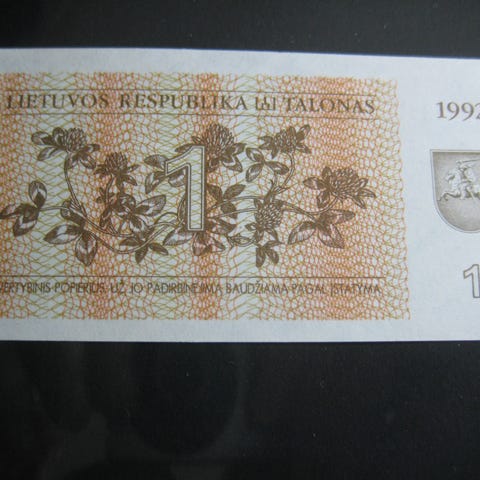 LIETUVOS RESPUBLIKA TALONAS
1992
1
VERTYBINIS POPIERIUS. UŽ JO PADIRBINĖJIMĄ BAUDŽIAMA PAGAL ĮSTATYMĄ
1